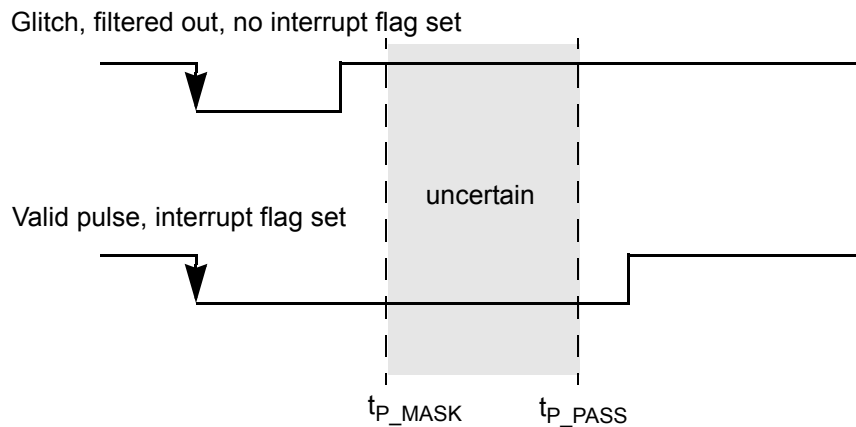 Glitch, filtered out, no interrupt flag set
uncertain
Valid pulse, interrupt flag set
tP_MASK
tP_PASS